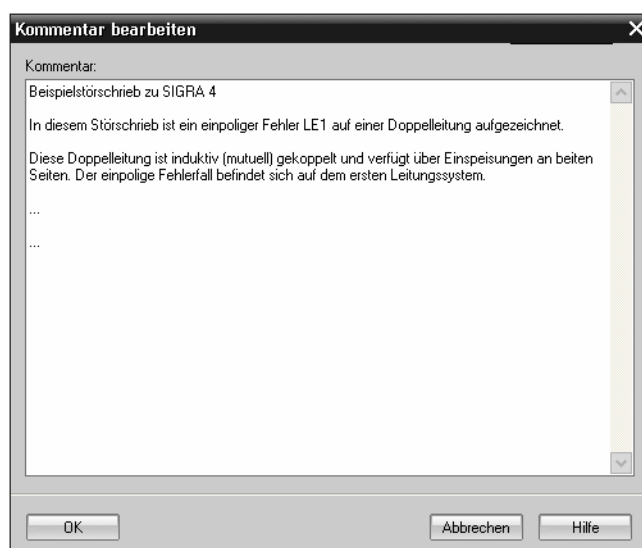 Kommentar bearbeiten
Kommentar:
Beispielstörschrieb zu SIGRA 4
In diesem Störschrieb ist ein einpoliger Fehler LE1 auf einer Doppelleitung aufgezeichnet.
Diese Doppelleitung ist induktiv (mutuell) gekoppelt und verfügt über Einspeisungen an beiten
Seiten. Der einpolige Fehlerfall befindet sich auf dem ersten Leitungssystem.
...
...
OK
Abbrechen
Hilfe